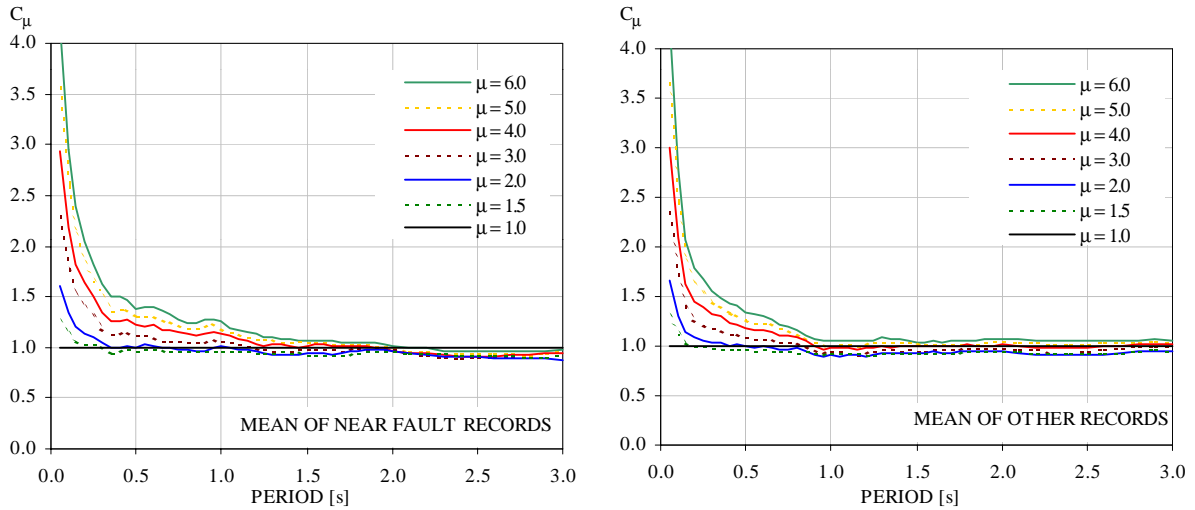 Cμ
4.0
3.5
3.0
2.5
2.0
1.5
1.0
0.5
0.0
μ = 6.0
μ = 5.0
μ = 4.0
μ = 3.0
μ = 2.0
μ = 1.5
μ = 1.0
MEAN OF NEAR FAULT RECORDS
0.0 0.5 1.0 1.5 2.0 2.5 3.0
PERIOD [s]
Cμ
4.0
3.5
3.0
2.5
2.0
1.5
1.0
0.5
0.0
μ = 6.0
μ = 5.0
μ = 4.0
μ = 3.0
μ = 2.0
μ = 1.5
μ = 1.0
MEAN OF OTHER RECORDS
0.0 0.5 1.0 1.5 2.0 2.5 3.0
PERIOD [s]